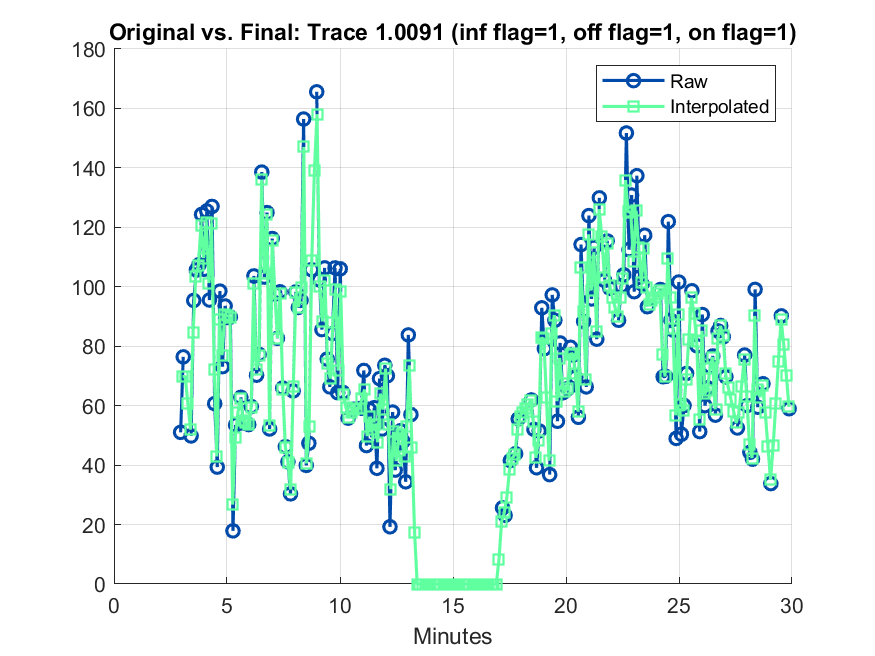 Original vs. Final: Trace 1.0091 (inf flag=1, off flag=1, on flag=1)
180
160
140
120
100
80
60
40
20
0
Raw
Interpolated
0 5 10 15 20 25 30
Minutes